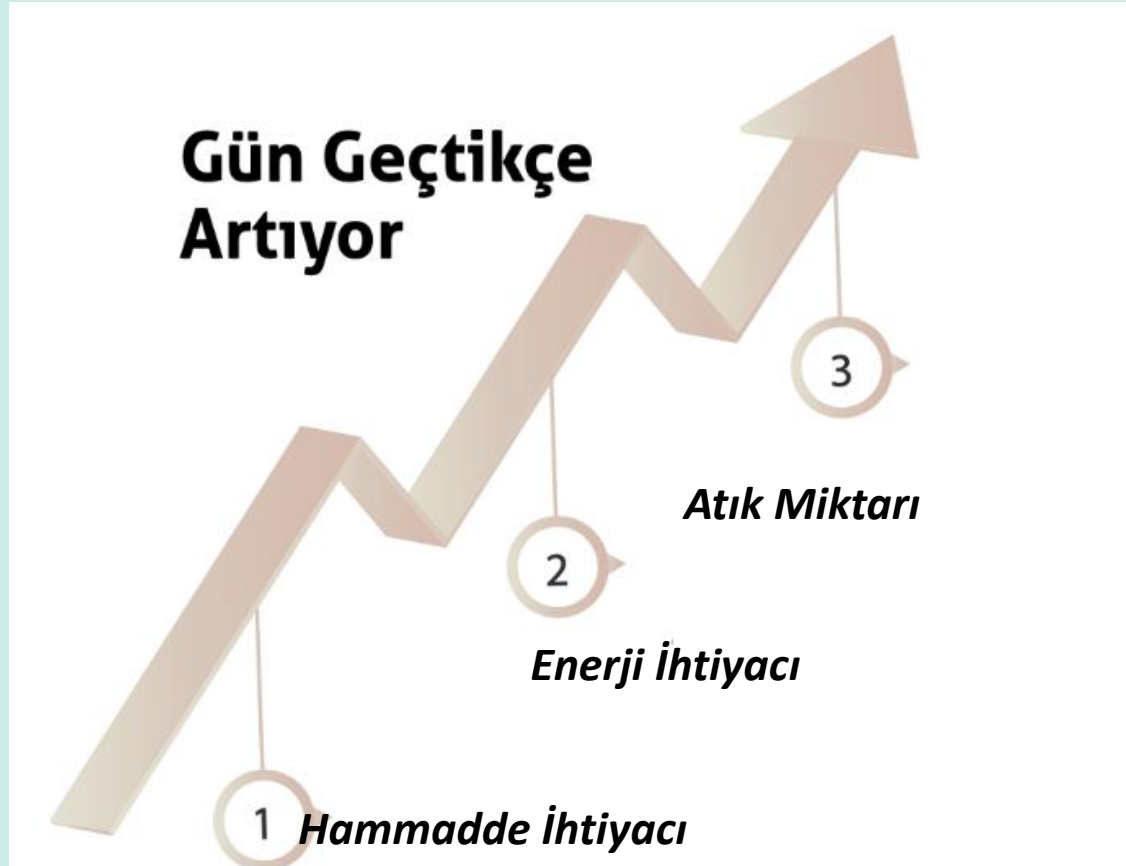 Gün Geçtikçe
Artıyor
3
Atık Miktarı
2
Enerji İhtiyacı
1 Hammadde İhtiyacı